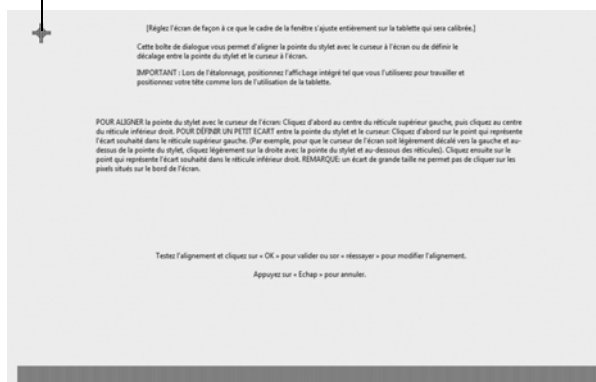 [Réglez l'écran de façon à ce que le cadre de la fenêtre s'ajuste entièrement sur la tablette qui sera calibrée.]
Cette boîte de dialogue vous permet d'aligner la pointe du stylet avec le curseur à l'écran ou de définir le
décalage entre la pointe du stylet et le curseur à l'écran.
IMPORTANT : Lors de l'étalonnage, positionnez l'affichage intégré tel que vous l'utiliserez pour travailler et
positionnez votre tête comme lors de l'utilisation de la tablette.
POUR ALIGNER la pointe du stylet avec le curseur de l'écran: Cliquez d'abord au centre du réticule supérieur gauche, puis cliquez au centre
du réticule inférieur droit. POUR DÉFINIR UN PETIT ECART entre la pointe du stylet et le curseur: Cliquez d'abord sur le point qui représente
l'écart souhaité dans le réticule supérieur gauche. (Par exemple, pour que le curseur de l'écran soit légèrement décalé vers la gauche et au-
dessus de la pointe du stylet, cliquez légèrement sur la droite avec la pointe du stylet et au-dessous des réticules). Cliquez ensuite sur le
point qui représente l'écart souhaité dans le réticule inférieur droit. REMARQUE: un écart de grande taille ne permet pas de cliquer sur les
pixels situés sur le bord de l'écran.
Testez l'alignement et cliquez sur « OK » pour valider ou sor « réessayer » pour modifier l'alignement.
Appuyez sur « Echap » pour annuler.